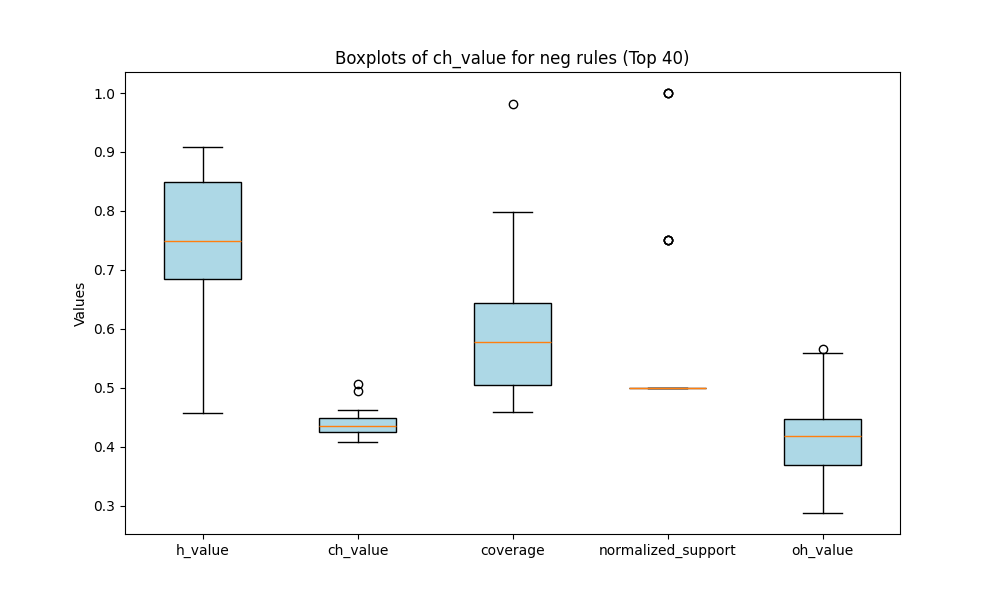 Boxplots of ch_value for neg rules (Top 40)
Values
1.0
0.9
0.8
0.7
0.6
0.5
0.4
0.3
h_value
ch_value
coverage
normalized_support
oh_value